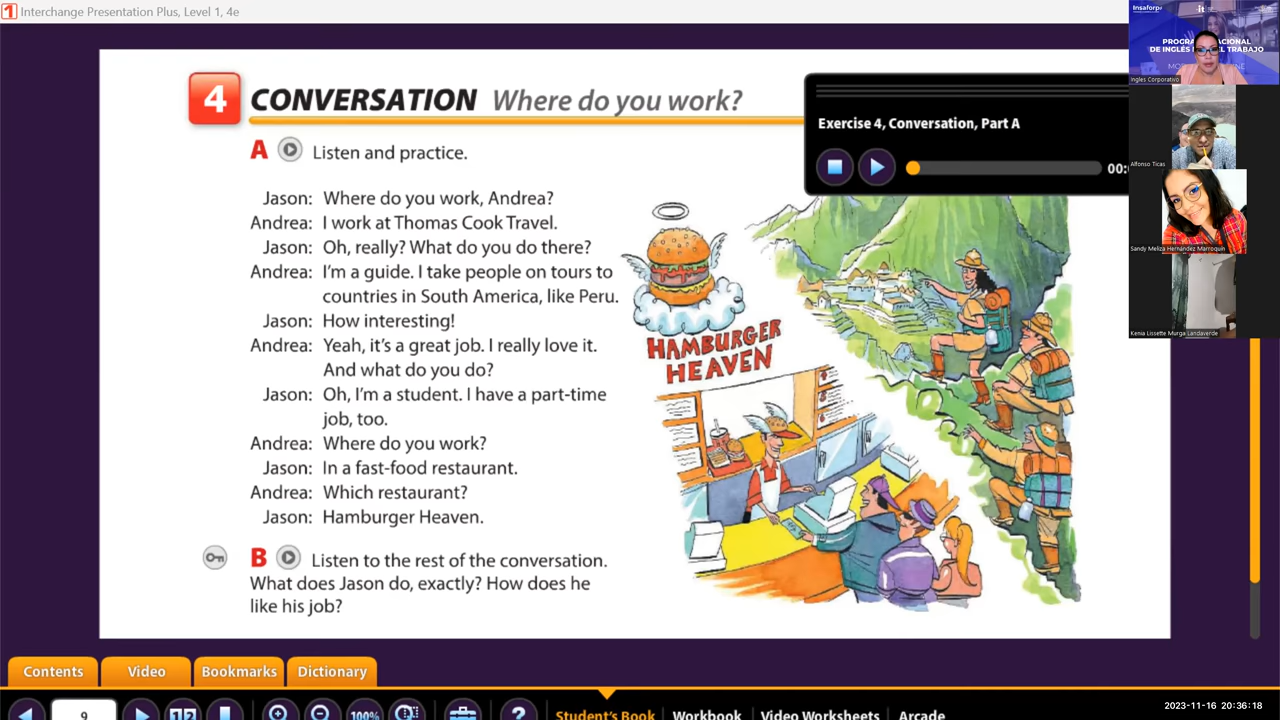 Interchange Presentation Plus, Level 1, 4e
4 CONVERSATION Where do you work?
A Listen and practice.
Jason: Where do you work, Andrea?
Andrea: I work at Thomas Cook Travel.
Jason: Oh, really? What do you do there?
Andrea: I'm a guide. I take people on tours to
countries in South America, like Peru.
Jason: How interesting!
Andrea: Yeah, it's a great job. I really love it.
And what do you do?
Jason: Oh, I'm a student. I have a part-time
job, too.
Andrea: Where do you work?
Jason: In a fast-food restaurant.
Andrea: Which restaurant?
Jason: Hamburger Heaven.
B Listen to the rest of the conversation.
What does Jason do, exactly? How does he
like his job?
HAMBURGER
HEAVEN
Exercise 4, Conversation, Part A
00:
Insaforp
Ingles Corporativo
Alfonso Ticas
Sandy Meliza Hernández Marroquín
Kenia Lissette Murga Landaverde
Contents
Video
Bookmarks
Dictionary
9
1 2
100%
?
Student's Book
Workbook
Video Worksheets
Arcade
2023-11-16 20:36:18